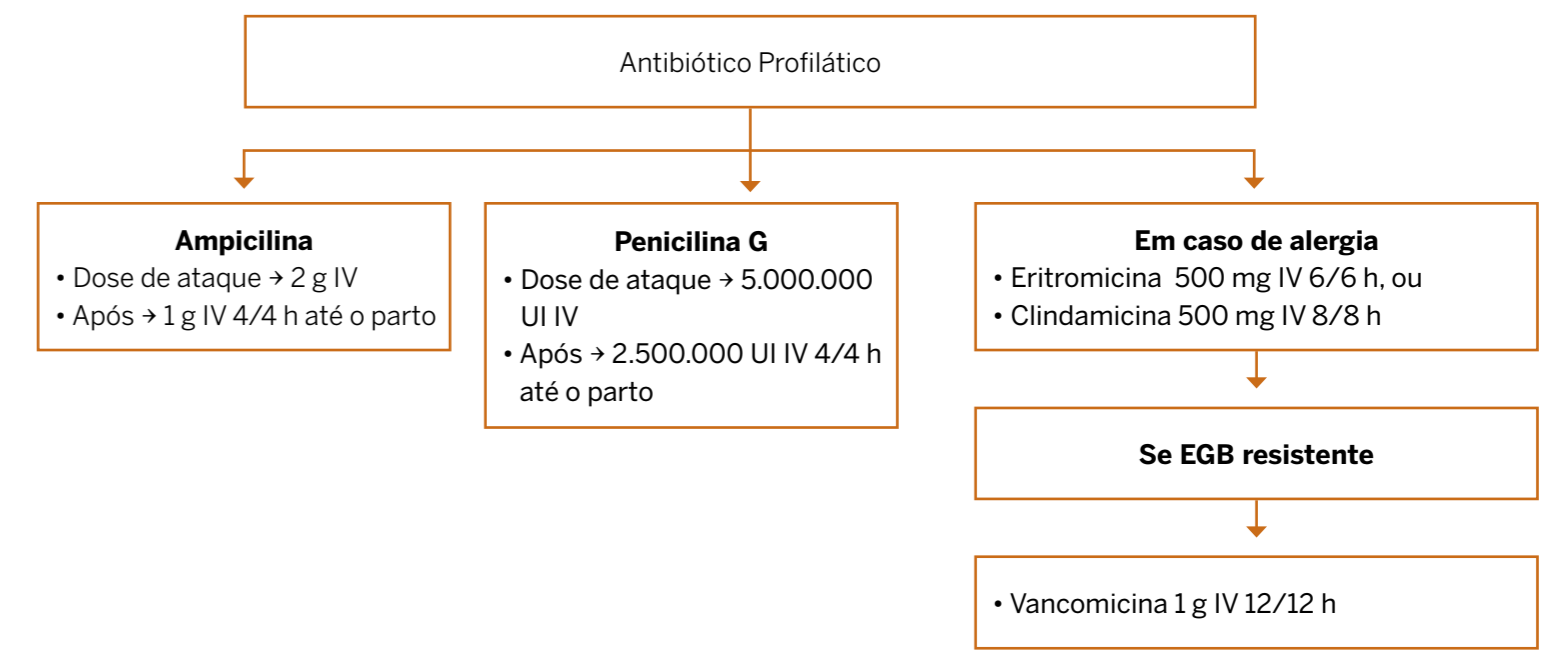 Antibiótico Profilático
Ampicilina
• Dose de ataque → 2 g IV
• Após → 1 g IV 4/4 h até o parto
Penicilina G
• Dose de ataque → 5.000.000
UI IV
• Após → 2.500.000 UI IV 4/4 h
até o parto
Em caso de alergia
• Eritromicina 500 mg IV 6/6 h, ou
• Clindamicina 500 mg IV 8/8 h
Se EGB resistente
• Vancomicina 1 g IV 12/12 h